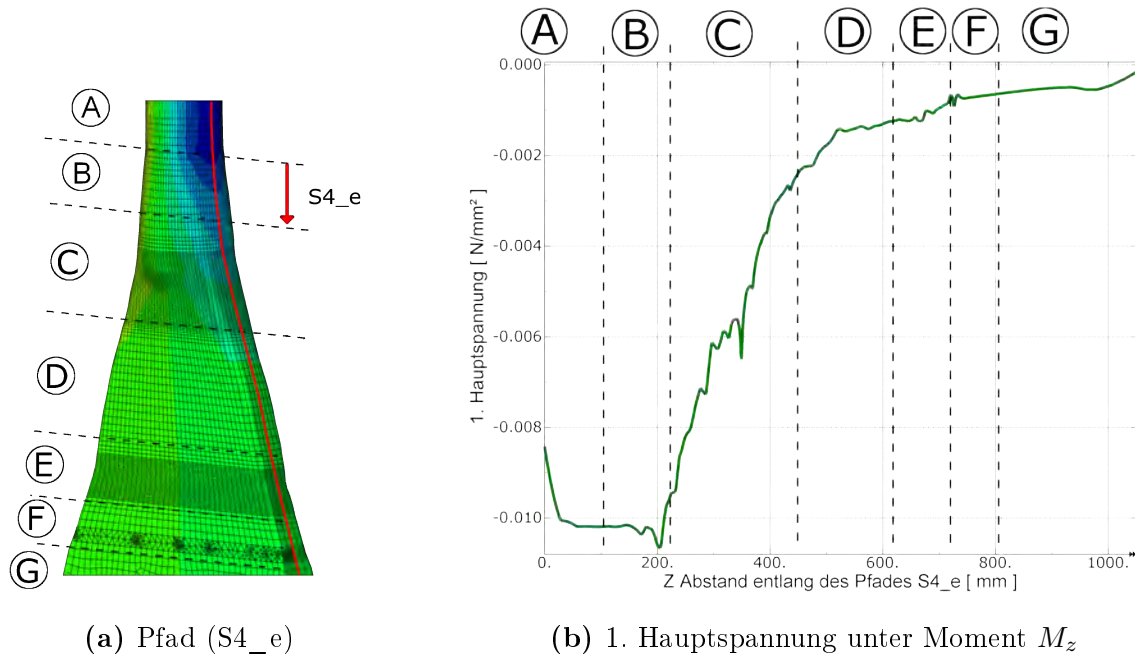 A
B
C
D
E
F
G
S4_e
A
B
C
D
E
F
G
0.000
-0.002
-0.004
-0.006
-0.008
-0.010
1. Hauptspannung [ N/mm² ]
0.
200.
400.
600.
800.
1000.
Z Abstand entlang des Pfades S4_e [ mm ]
(a) Pfad (S4_e)
(b) 1. Hauptspannung unter Moment M_z